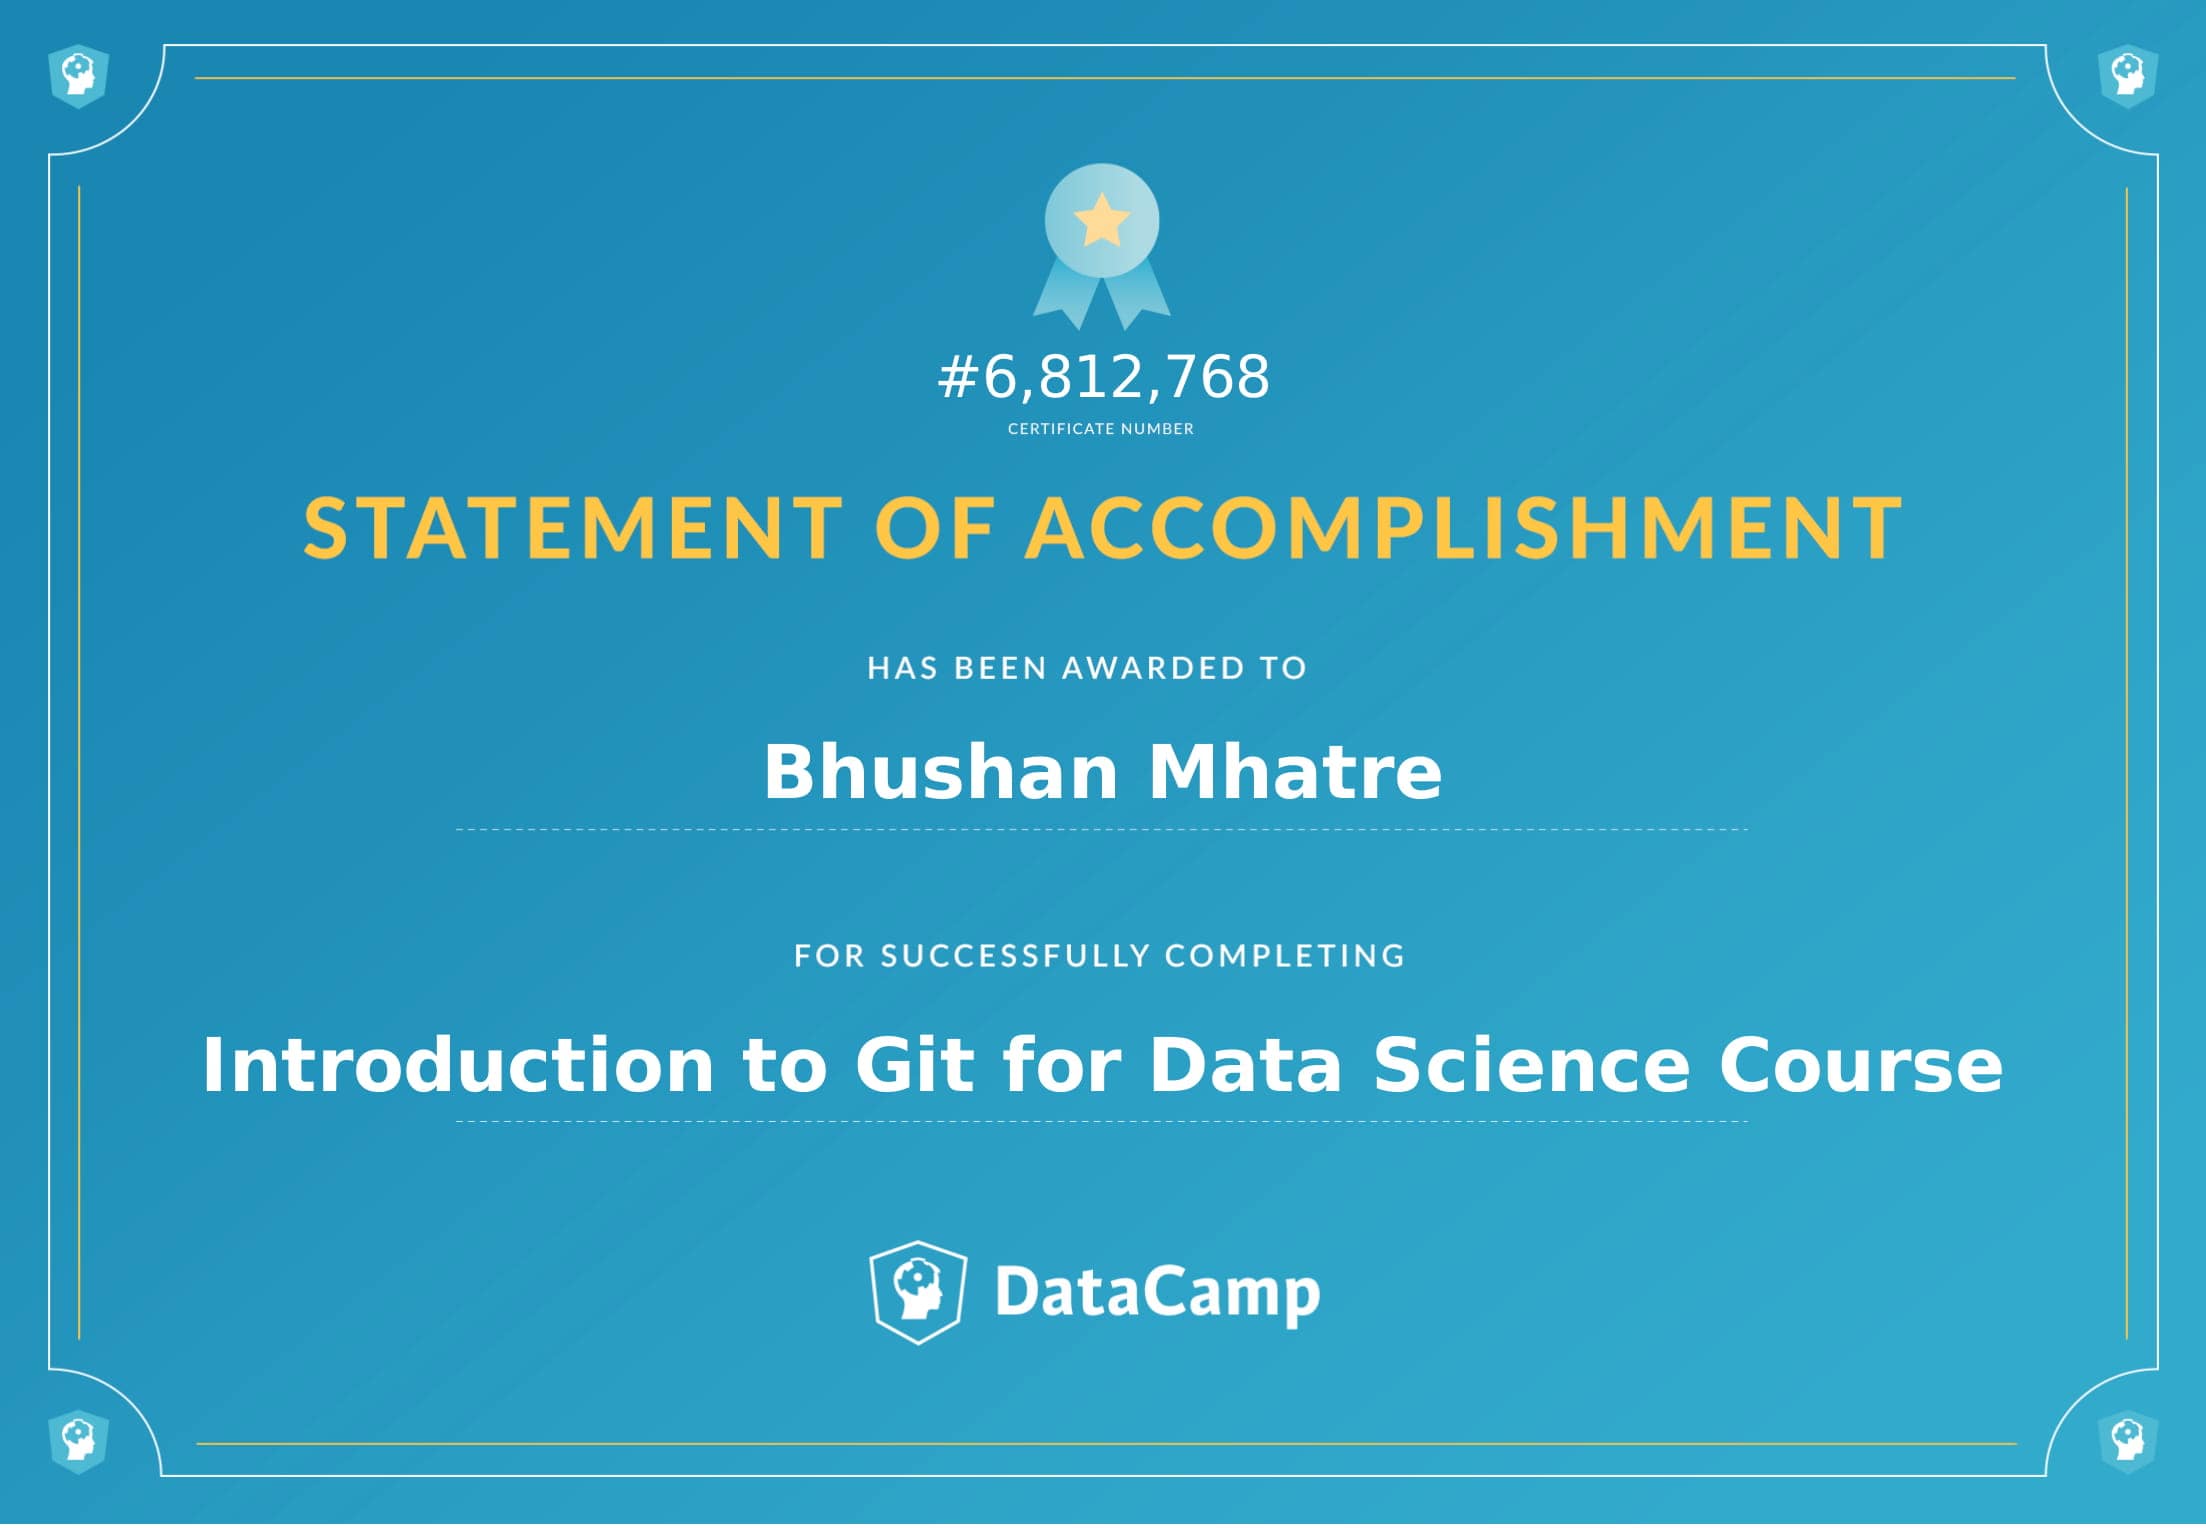 #6,812,768
CERTIFICATE NUMBER
STATEMENT OF ACCOMPLISHMENT
HAS BEEN AWARDED TO
Bhushan Mhatre
FOR SUCCESSFULLY COMPLETING
Introduction to Git for Data Science Course
DataCamp